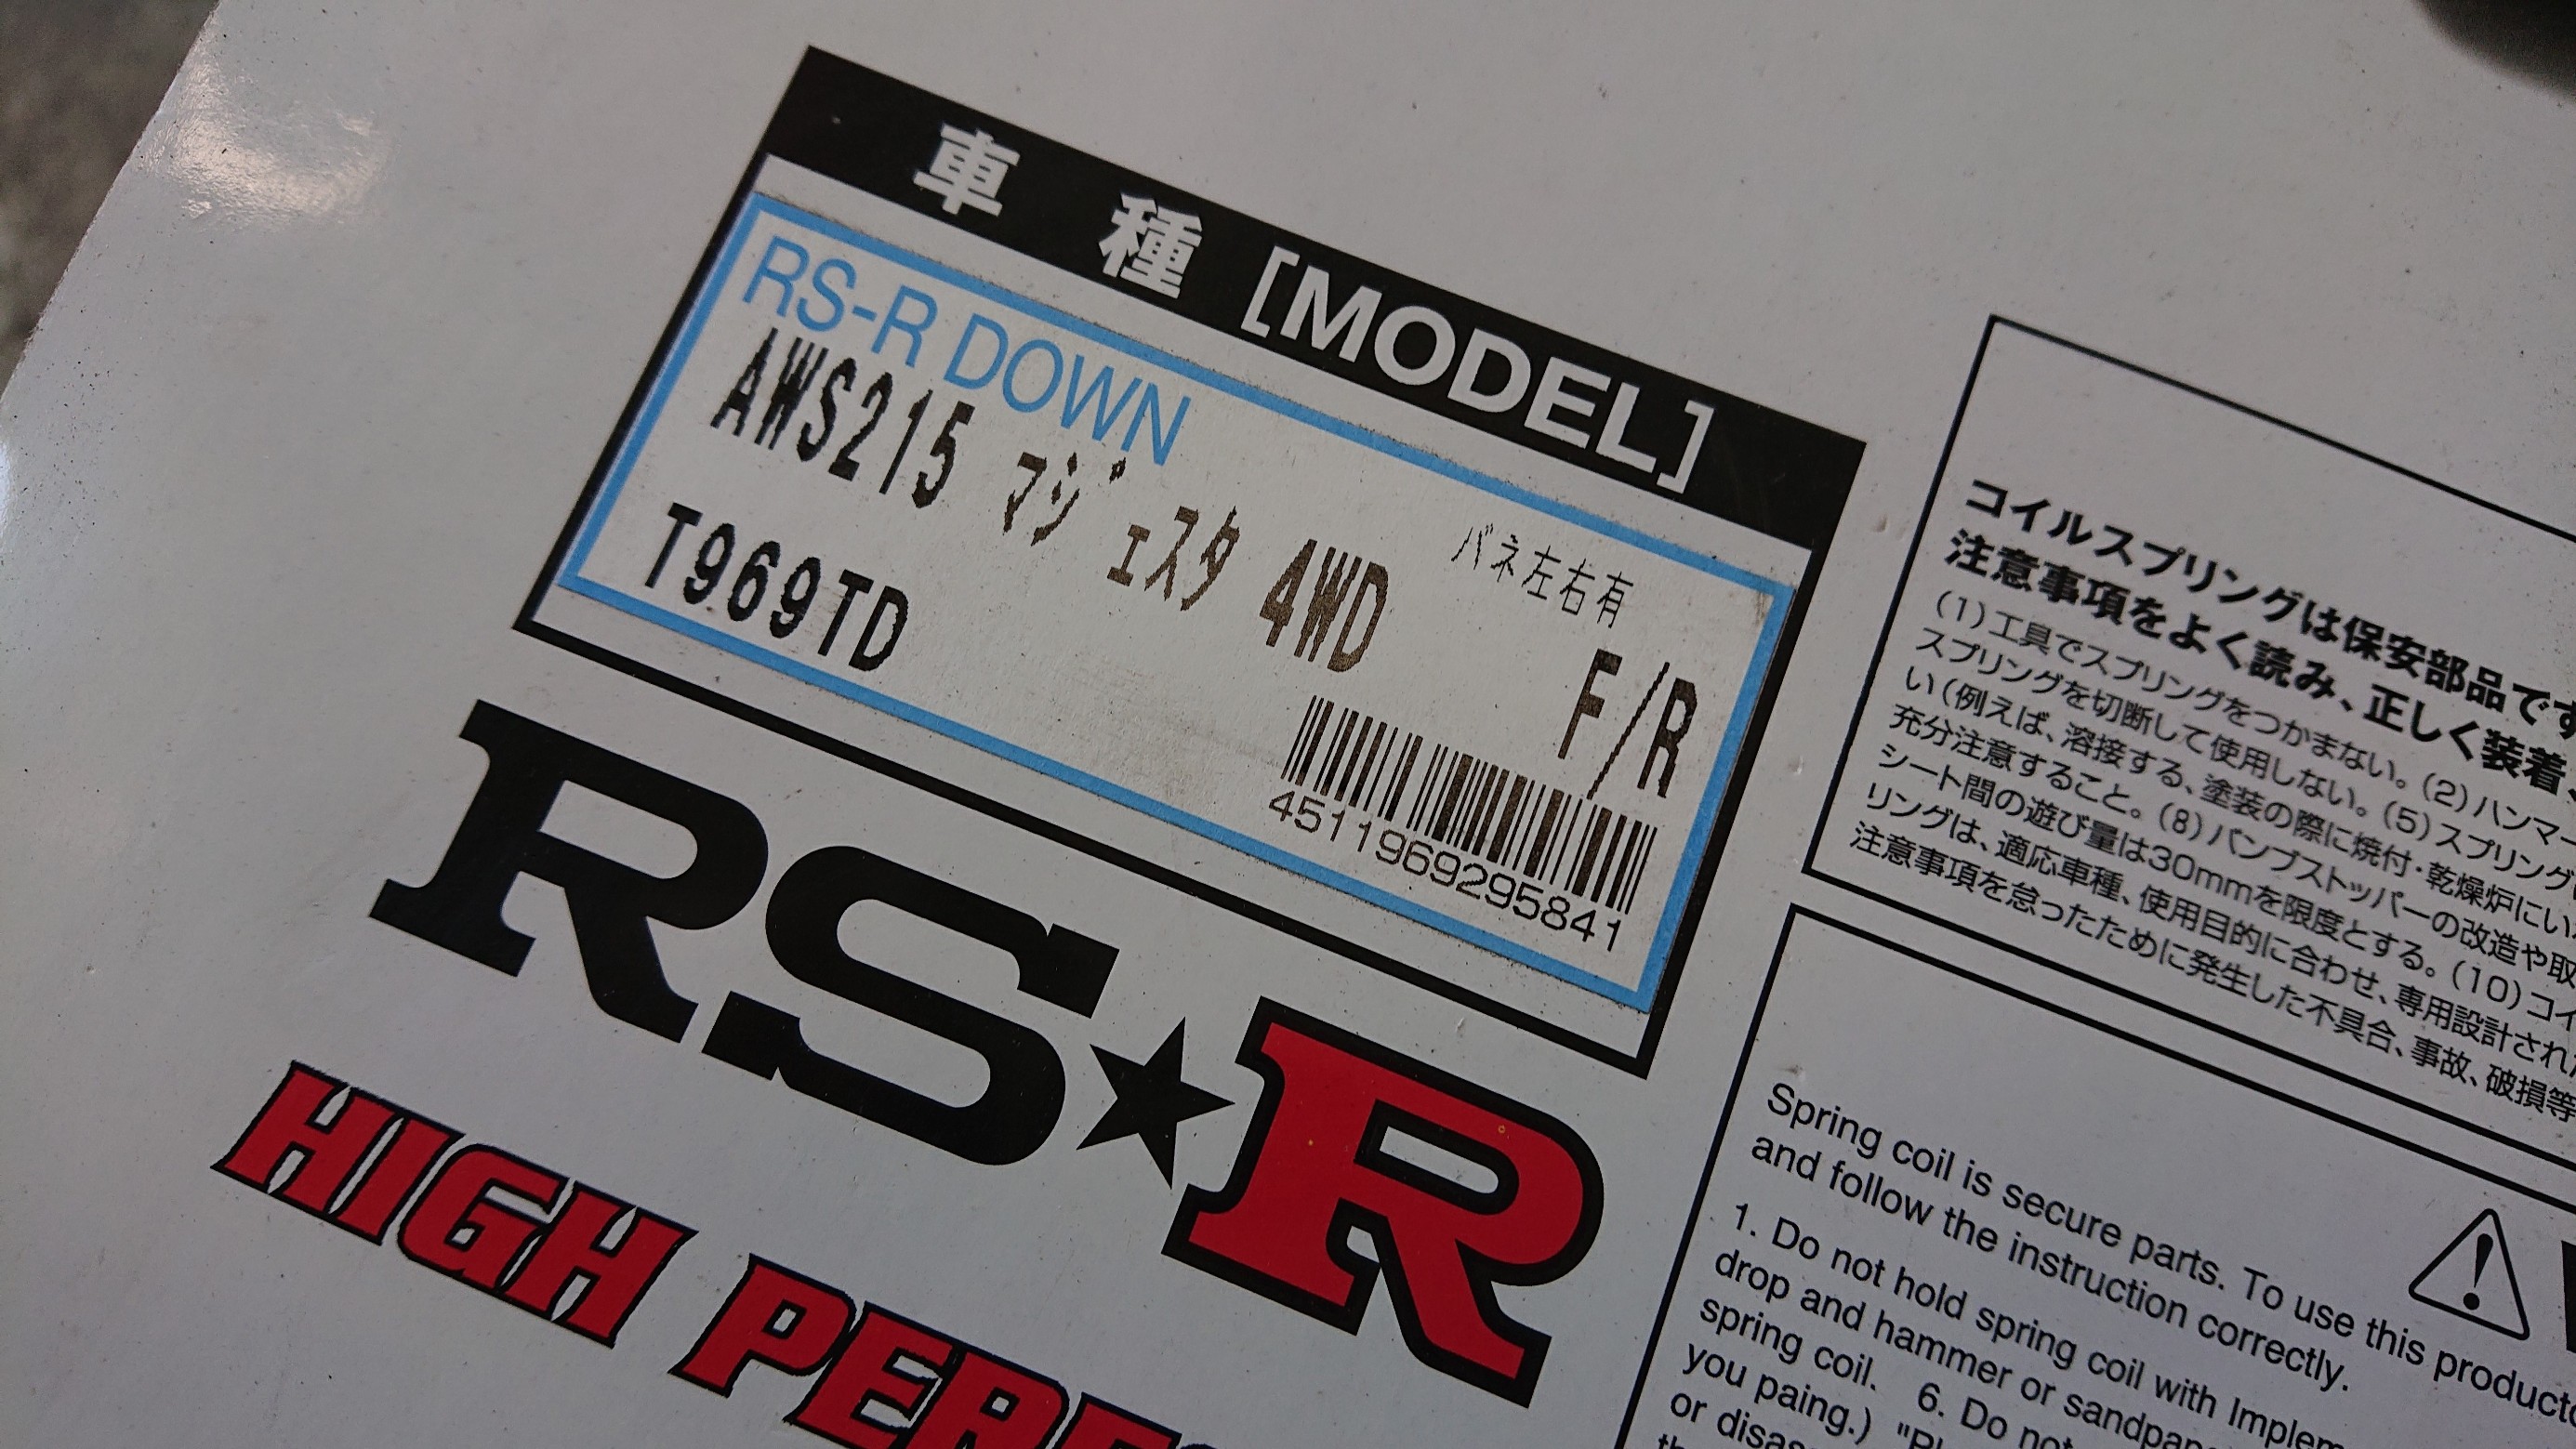 車種 [MODEL]
RS-R DOWN
AWS215 マジェスタ 4WD バネ左右有
T969TD F/R
4511969295841
RS★R
HIGH
コイルスプリングは保安部品です
注意事項をよく読み、正しく装着、
(1)工具でスプリングをつかまない。(2)ハンマー
スプリングを切断して使用しない。(5)スプリング
い(例えば、溶接する、塗装の際に焼付・乾燥炉にい
充分注意すること。(8)バンプストッパーの改造や取
シート間の遊び量は30mmを限度とする。(10)コイ
リングは、適応車種、使用目的に合わせ、専用設計され
注意事項を怠ったために発生した不具合、事故、破損等
Spring coil is secure parts. To use this product
and follow the instruction correctly.
1. Do not hold spring coil with
drop and hammer or
spring coil. 6. Do not
you paing.)
or